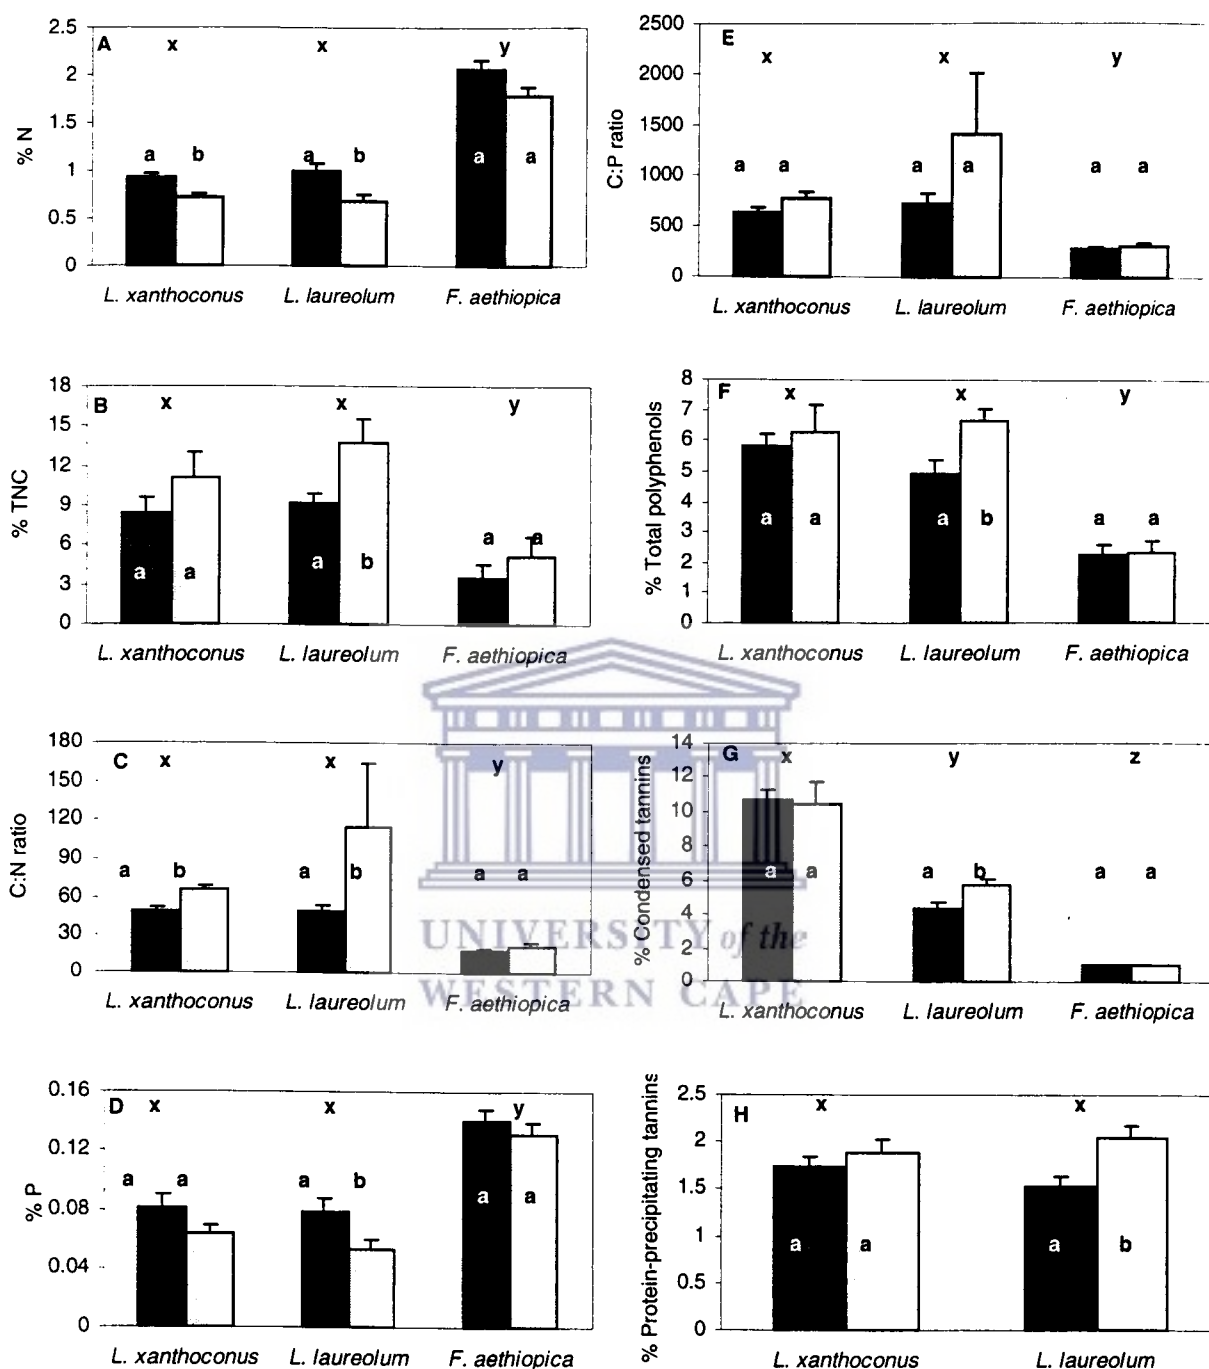 A x x y
% N
2.5
2
1.5
1
0.5
0
a b a b a a
L. xanthoconus L. laureolum F. aethiopica
B x x y
% TNC
18
15
12
9
6
3
0
a a a b a a
L. xanthoconus L. laureolum F. aethiopica
C x x y
C:N ratio
180
150
120
90
60
30
0
a b a b a a
L. xanthoconus L. laureolum F. aethiopica
D x x y
% P
0.16
0.12
0.08
0.04
0
a a a b a a
L. xanthoconus L. laureolum F. aethiopica
E x x y
C:P ratio
2500
2000
1500
1000
500
0
a a a a a a
L. xanthoconus L. laureolum F. aethiopica
F x x y
% Total polyphenols
8
7
6
5
4
3
2
1
0
a a a b a a
L. xanthoconus L. laureolum F. aethiopica
G x y z
% Condensed tannins
14
12
10
8
6
4
2
0
a a a b a a
L. xanthoconus L. laureolum F. aethiopica
H x x
% Protein-precipitating tannins
2.5
2
1.5
1
0.5
0
a a a b
L. xanthoconus L. laureolum
UNIVERSITY of the
WESTERN CAPE